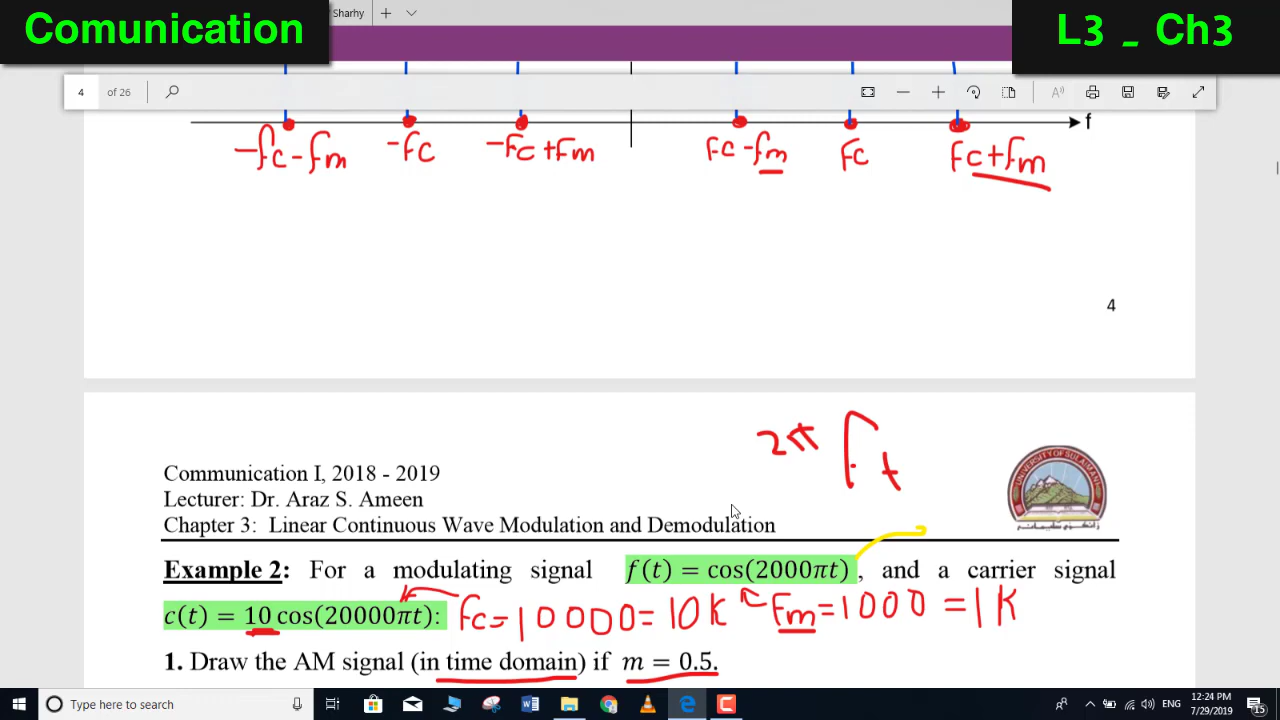 Comunication
Sharhy
L3 - Ch3
4 of 26
f
-fc-fm -Fc -Fc+Fm Fc-fm Fc Fc+fm
4
2π F t
Communication I, 2018 - 2019
Lecturer: Dr. Araz S. Ameen
Chapter 3: Linear Continuous Wave Modulation and Demodulation
Example 2: For a modulating signal f(t) = cos(2000πt), and a carrier signal
c(t) = 10 cos(20000πt): Fc=10000=10K Fm=1000=1K
1. Draw the AM signal (in time domain) if m = 0.5.
Type here to search
ENG
12:24 PM
7/29/2019
15